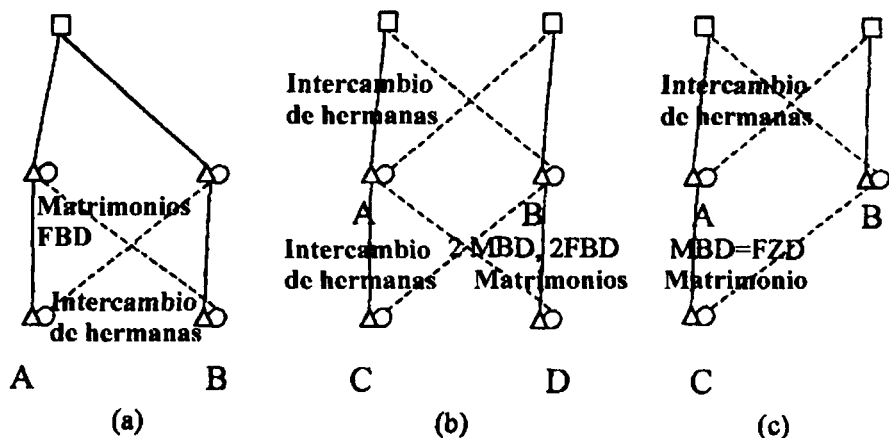 Intercambio
de hermanas
Intercambio
de hermanas
Matrimonios
FBD
A
B
A
B
Intercambio
de hermanas
2 MBD, 2FBD
Matrimonios
MBD=FZD
Matrimonio
Intercambio
de hermanas
A
B
C
D
C
(a)
(b)
(c)